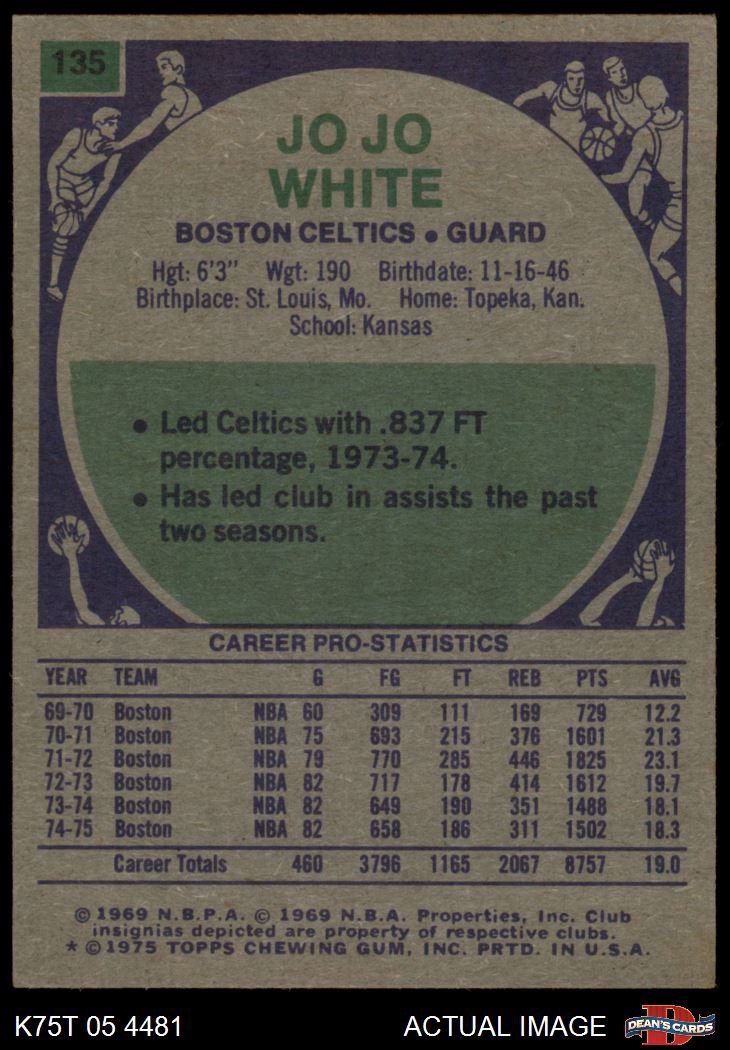 135
JO JO
WHITE
BOSTON CELTICS • GUARD
Hgt: 6'3" Wgt: 190 Birthdate: 11-16-46
Birthplace: St. Louis, Mo. Home: Topeka, Kan.
School: Kansas
• Led Celtics with .837 FT
percentage, 1973-74.
• Has led club in assists the past
two seasons.
CAREER PRO-STATISTICS
YEAR TEAM G FG FT REB PTS AVG
69-70 Boston NBA 60 309 111 169 729 12.2
70-71 Boston NBA 75 693 215 376 1601 21.3
71-72 Boston NBA 79 770 285 446 1825 23.1
72-73 Boston NBA 82 717 178 414 1612 19.7
73-74 Boston NBA 82 649 190 351 1488 18.1
74-75 Boston NBA 82 658 186 311 1502 18.3
Career Totals 460 3796 1165 2067 8757 19.0
© 1969 N.B.P.A. © 1969 N.B.A. Properties, Inc. Club
insignias depicted are property of respective clubs.
* © 1975 TOPPS CHEWING GUM, INC. PRTD. IN U.S.A.
K75T 05 4481 ACTUAL IMAGE D DEAN'S CARDS